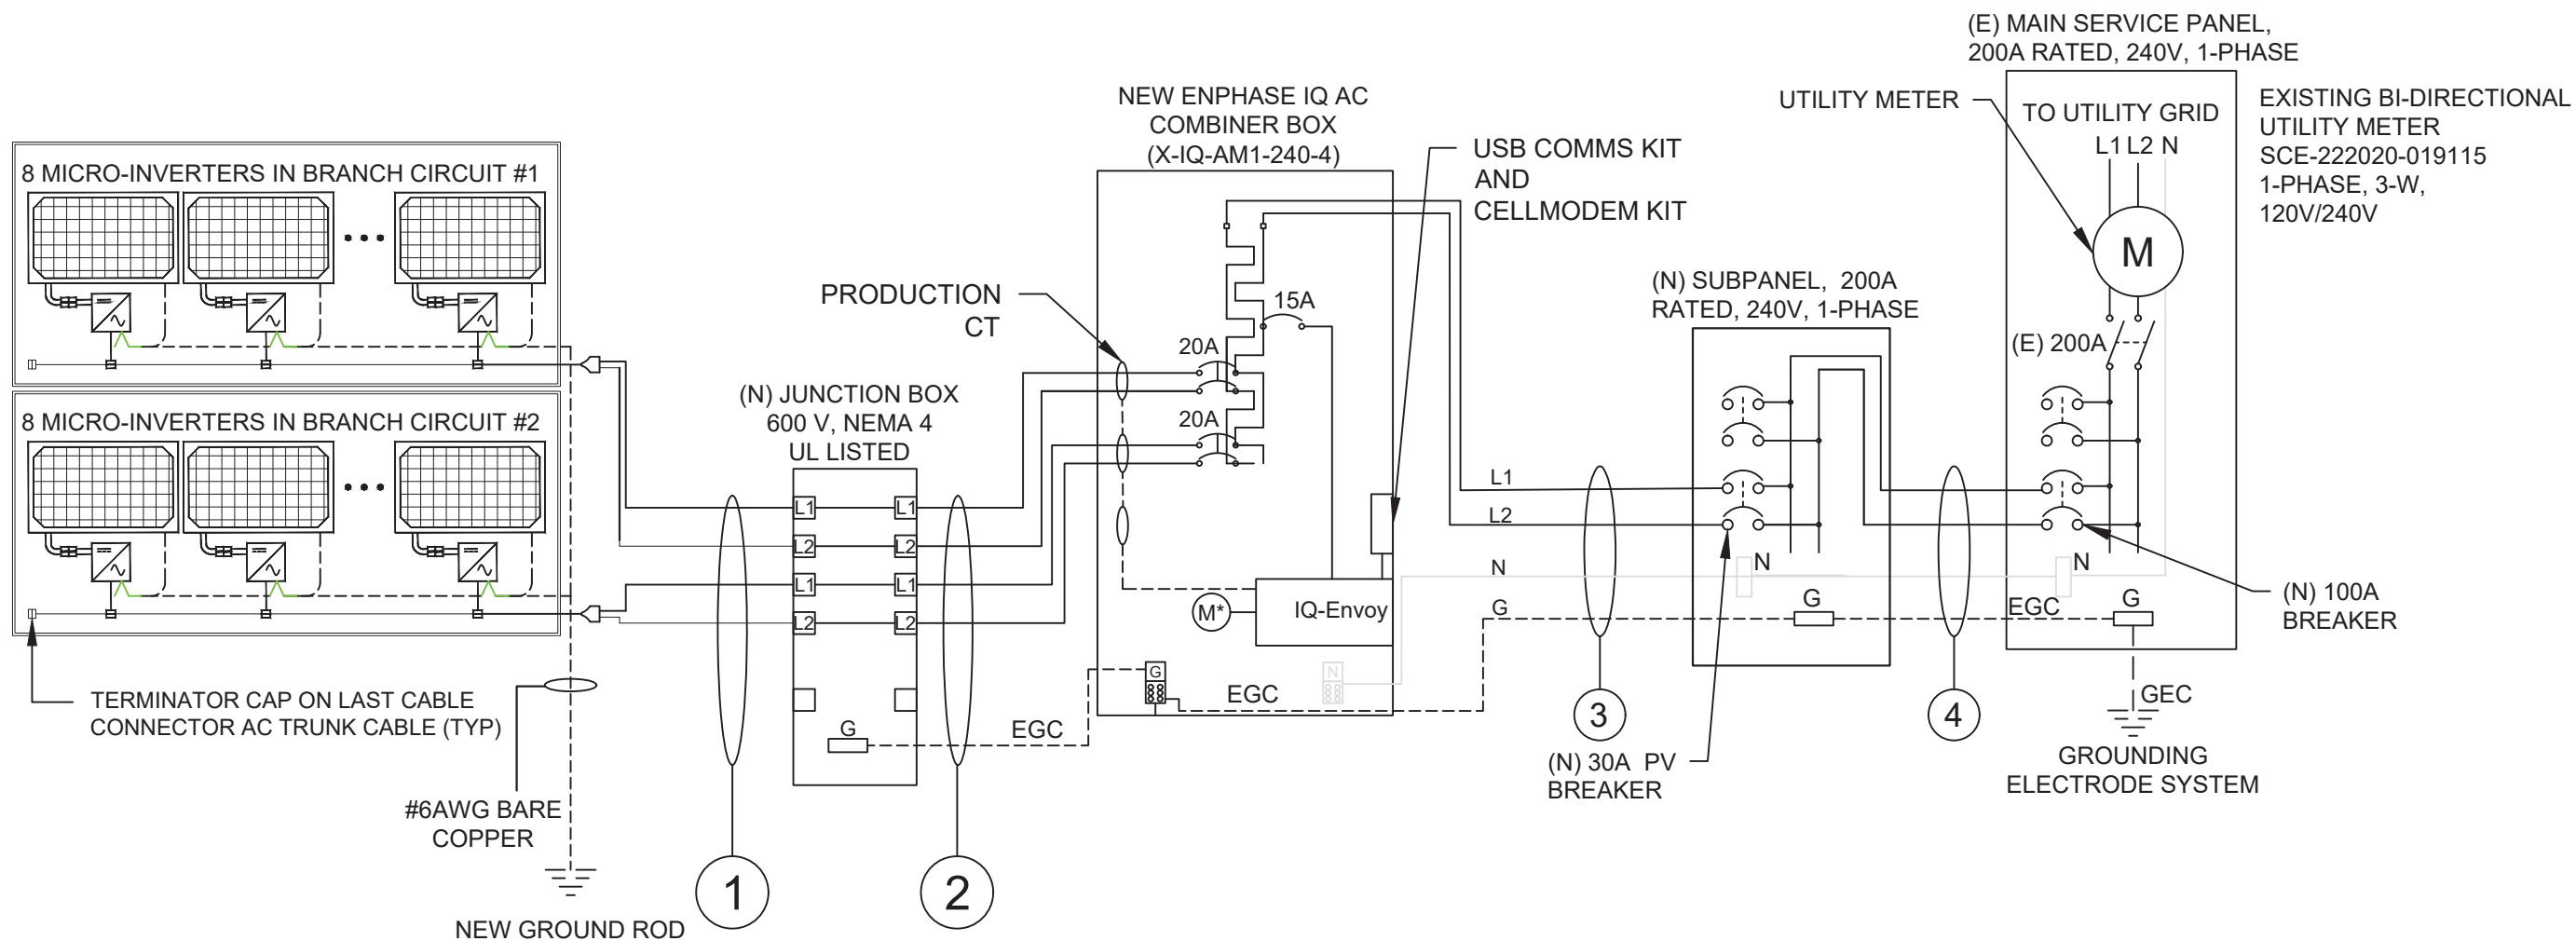 8 MICRO-INVERTERS IN BRANCH CIRCUIT #1
8 MICRO-INVERTERS IN BRANCH CIRCUIT #2
TERMINATOR CAP ON LAST CABLE
CONNECTOR AC TRUNK CABLE (TYP)
#6AWG BARE
COPPER
NEW GROUND ROD
1
(N) JUNCTION BOX
600 V, NEMA 4
UL LISTED
L1
L1
L2
L2
L1
L1
L2
L2
G
EGC
2
PRODUCTION
CT
NEW ENPHASE IQ AC
COMBINER BOX
(X-IQ-AM1-240-4)
15A
20A
20A
M*
IQ-Envoy
G
N
EGC
USB COMMS KIT
AND
CELLMODEM KIT
L1
L2
N
G
3
(N) SUBPANEL, 200A
RATED, 240V, 1-PHASE
N
G
(N) 30A PV
BREAKER
4
EGC
(E) MAIN SERVICE PANEL,
200A RATED, 240V, 1-PHASE
UTILITY METER
TO UTILITY GRID
L1 L2 N
M
(E) 200A
N
G
GEC
GROUNDING
ELECTRODE SYSTEM
EXISTING BI-DIRECTIONAL
UTILITY METER
SCE-222020-019115
1-PHASE, 3-W,
120V/240V
(N) 100A
BREAKER